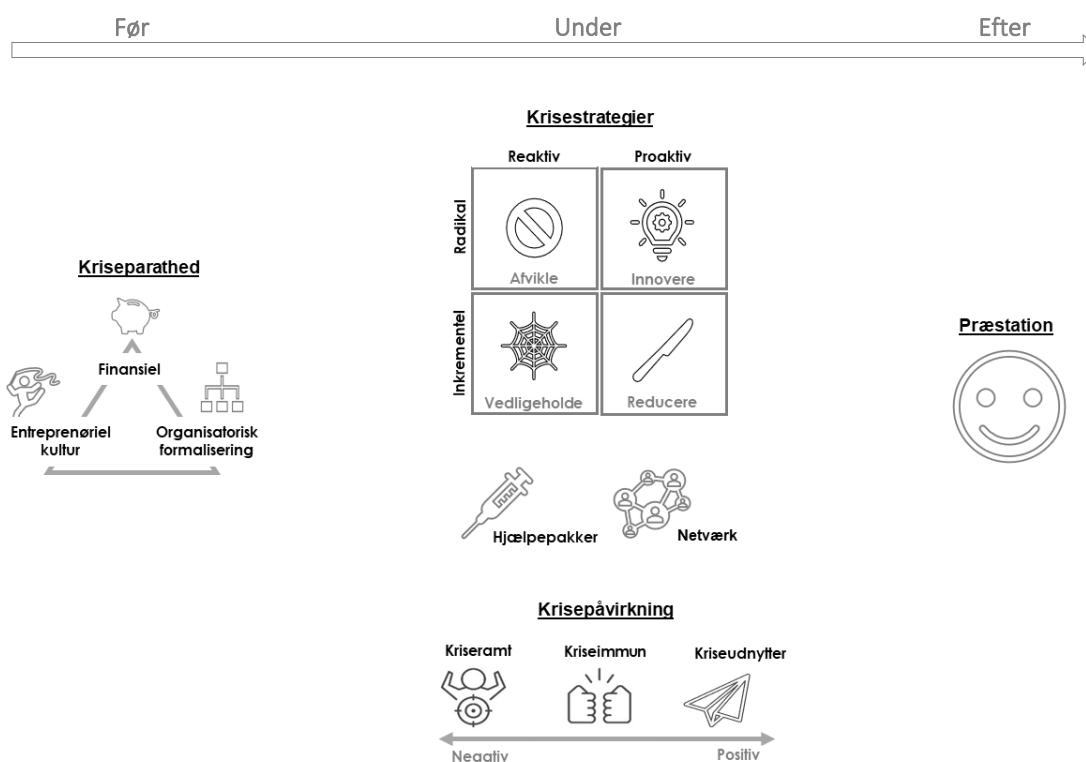 Før
Under
Efter
Krisestrategier
Reaktiv
Proaktiv
Radikal
Afvikle
Innovere
Inkrementel
Vedligeholde
Reducere
Kriseparathed
Finansiel
Entreprenøriel
kultur
Organisatorisk
formalisering
Præstation
Hjælpepakker
Netværk
Krisepåvirkning
Kriseramt
Kriseimmun
Kriseudnytter
Negativ
Positiv